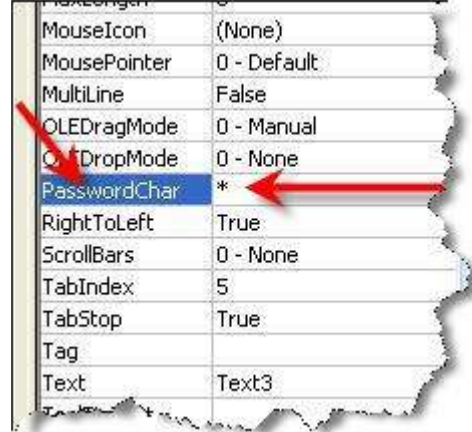 MaxLength
MouseIcon (None)
MousePointer 0 - Default
MultiLine False
OLEDragMode 0 - Manual
OLEDropMode 0 - None
PasswordChar *
RightToLeft True
ScrollBars 0 - None
TabIndex 5
TabStop True
Tag
Text Text3